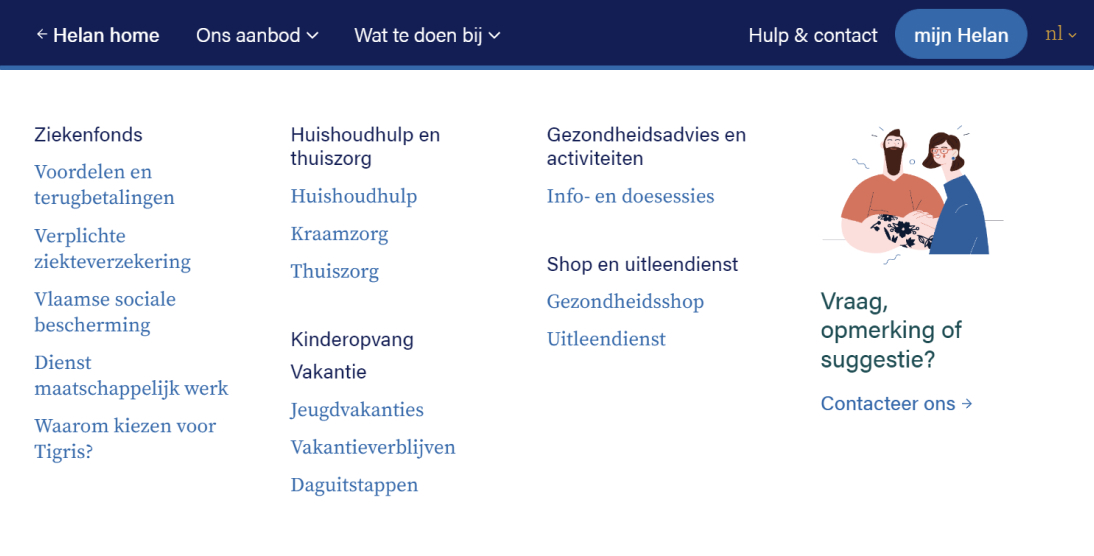 ← Helan home
Ons aanbod
Wat te doen bij
Hulp & contact
mijn Helan
nl
Ziekenfonds
Voordelen en
terugbetalingen
Verplichte
ziekteverzekering
Vlaamse sociale
bescherming
Dienst
maatschappelijk werk
Waarom kiezen voor
Tigris?
Huishoudhulp en
thuiszorg
Huishoudhulp
Kraamzorg
Thuiszorg
Kinderopvang
Vakantie
Jeugdvakanties
Vakantieverblijven
Daguitstappen
Gezondheidsadvies en
activiteiten
Info- en doesessies
Shop en uitleendienst
Gezondheidsshop
Uitleendienst
Vraag,
opmerking of
suggestie?
Contacteer ons →